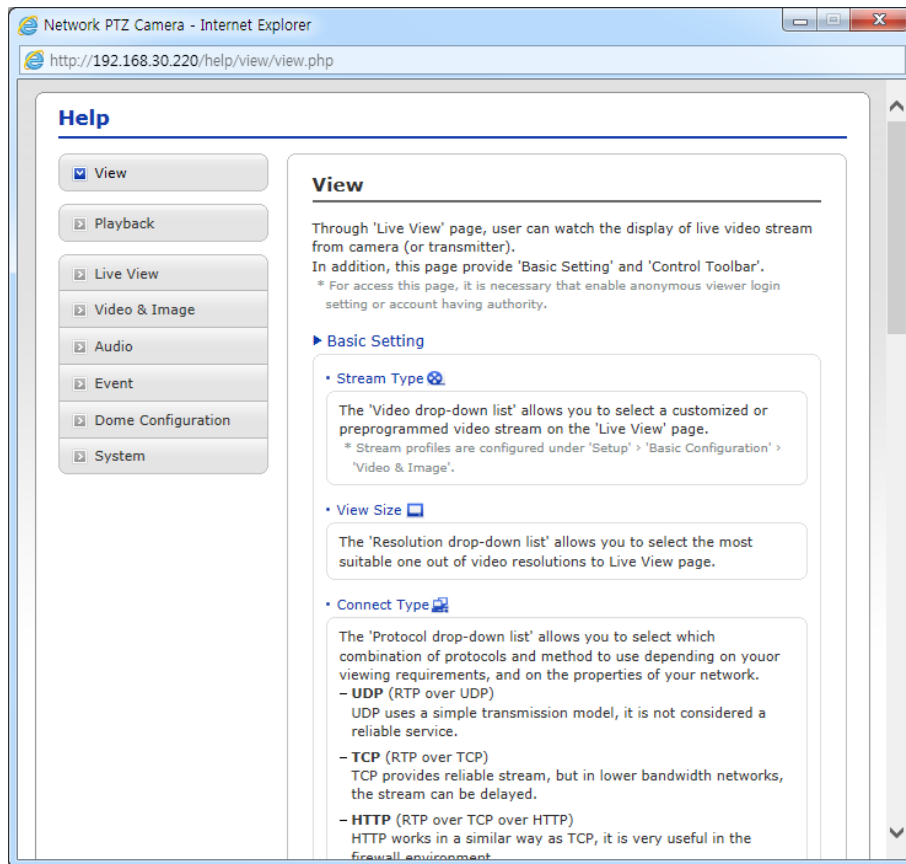 Network PTZ Camera - Internet Explorer
http://192.168.30.220/help/view/view.php
Help
View
Playback
Live View
Video & Image
Audio
Event
Dome Configuration
System
View
Through 'Live View' page, user can watch the display of live video stream
from camera (or transmitter).
In addition, this page provide 'Basic Setting' and 'Control Toolbar'.
* For access this page, it is necessary that enable anonymous viewer login
setting or account having authority.
Basic Setting
• Stream Type
The 'Video drop-down list' allows you to select a customized or
preprogrammed video stream on the 'Live View' page.
* Stream profiles are configured under 'Setup' > 'Basic Configuration' >
'Video & Image'.
• View Size
The 'Resolution drop-down list' allows you to select the most
suitable one out of video resolutions to Live View page.
• Connect Type
The 'Protocol drop-down list' allows you to select which
combination of protocols and method to use depending on youor
viewing requirements, and on the properties of your network.
– UDP (RTP over UDP)
UDP uses a simple transmission model, it is not considered a
reliable service.
– TCP (RTP over TCP)
TCP provides reliable stream, but in lower bandwidth networks,
the stream can be delayed.
– HTTP (RTP over TCP over HTTP)
HTTP works in a similar way as TCP, it is very useful in the
firewall environment